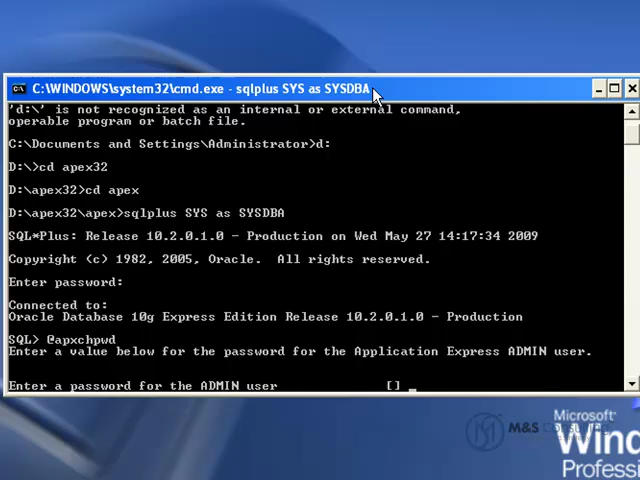 C:\WINDOWS\system32\cmd.exe - sqlplus SYS as SYSDBA
'd:\' is not recognized as an internal or external command,
operable program or batch file.
C:\Documents and Settings\Administrator>d:
D:\>cd apex32
D:\apex32>cd apex
D:\apex32\apex>sqlplus SYS as SYSDBA
SQL*Plus: Release 10.2.0.1.0 - Production on Wed May 27 14:17:34 2009
Copyright (c) 1982, 2005, Oracle.  All rights reserved.
Enter password:
Connected to:
Oracle Database 10g Express Edition Release 10.2.0.1.0 - Production
SQL> @apxchpwd
Enter a value below for the password for the Application Express ADMIN user.
Enter a password for the ADMIN user              [] _
M&S Consulting
Microsoft
Wind
Professio